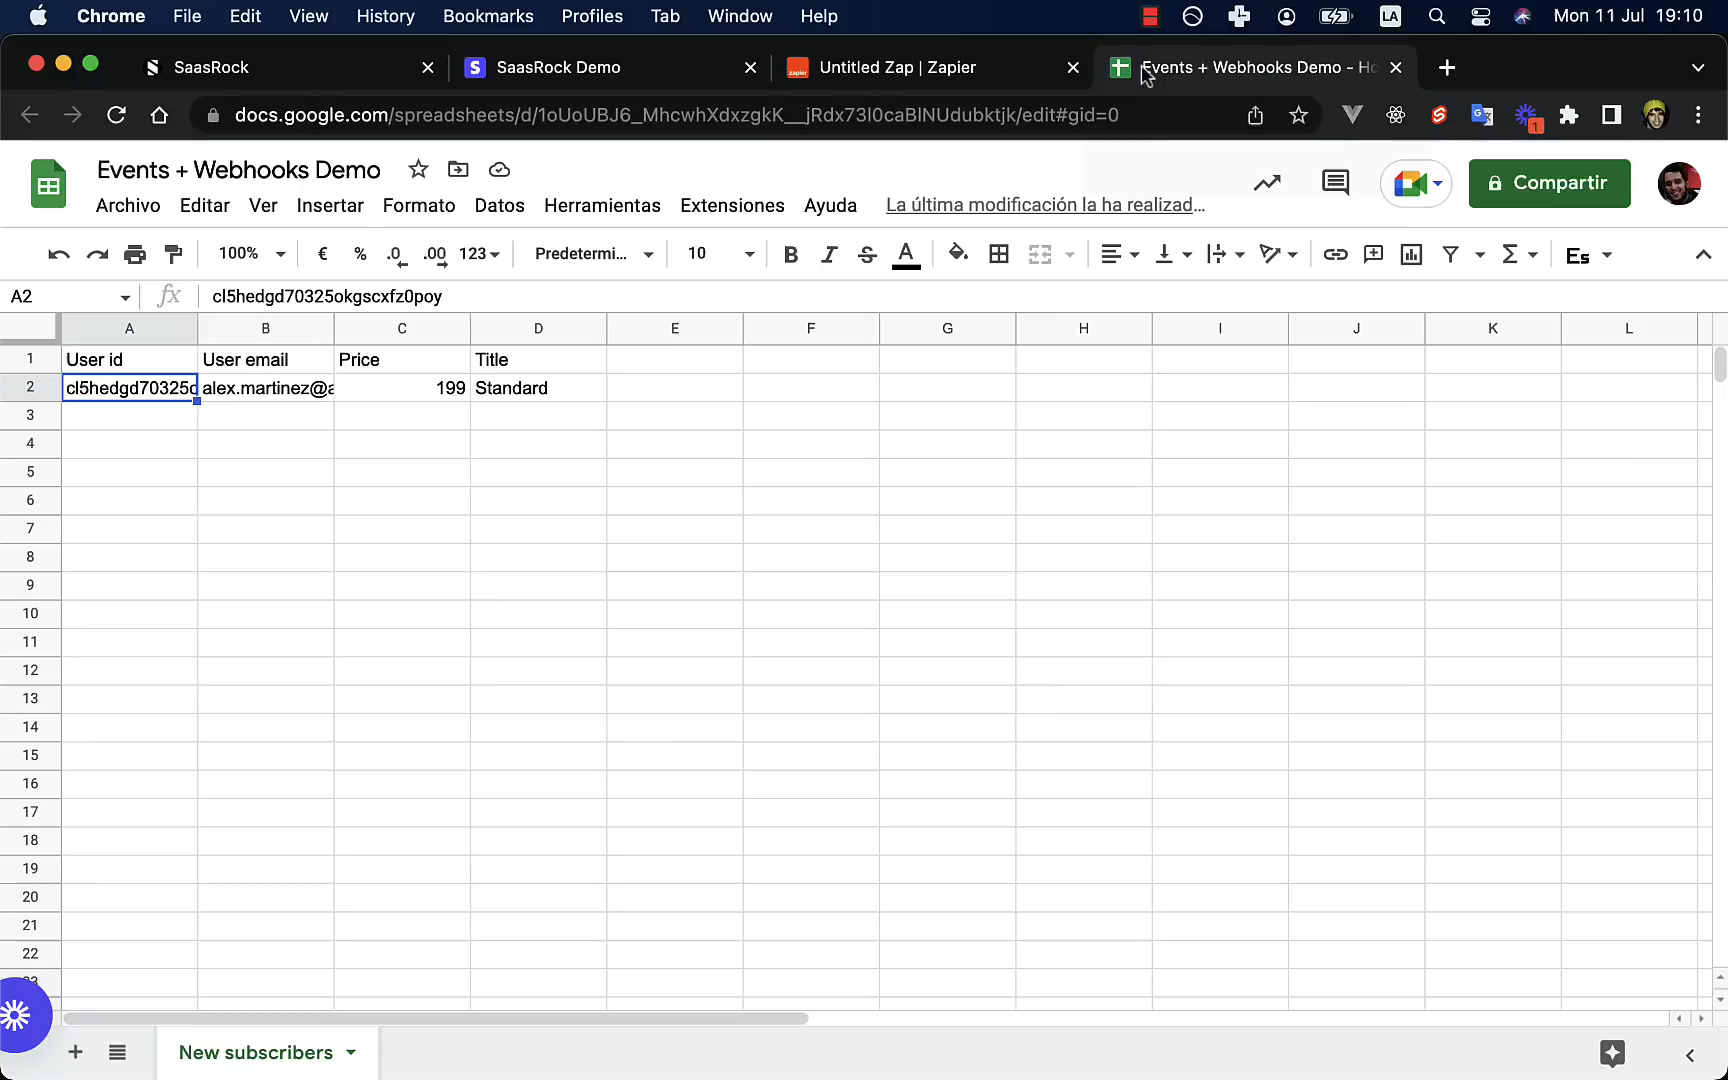 Chrome File Edit View History Bookmarks Profiles Tab Window Help LA Mon 11 Jul 19:10
SaasRock SaasRock Demo Untitled Zap | Zapier Events + Webhooks Demo - Ho
docs.google.com/spreadsheets/d/1oUoUBJ6_MhcwhXdxzgkK__jRdx73l0caBlNUdubktjk/edit#gid=0 1
Events + Webhooks Demo
Compartir
Archivo Editar Ver Insertar Formato Datos Herramientas Extensiones Ayuda La última modificación la ha realizad...
100% € % .0 .00 123 Predetermi... 10 B I S A Σ Es
A2 fx cl5hedgd70325okgscxfz0poy
A B C D E F G H I J K L
1 User id User email Price Title
2 cl5hedgd70325o alex.martinez@a 199 Standard
3
4
5
6
7
8
9
10
11
12
13
14
15
16
17
18
19
20
21
22
23
New subscribers